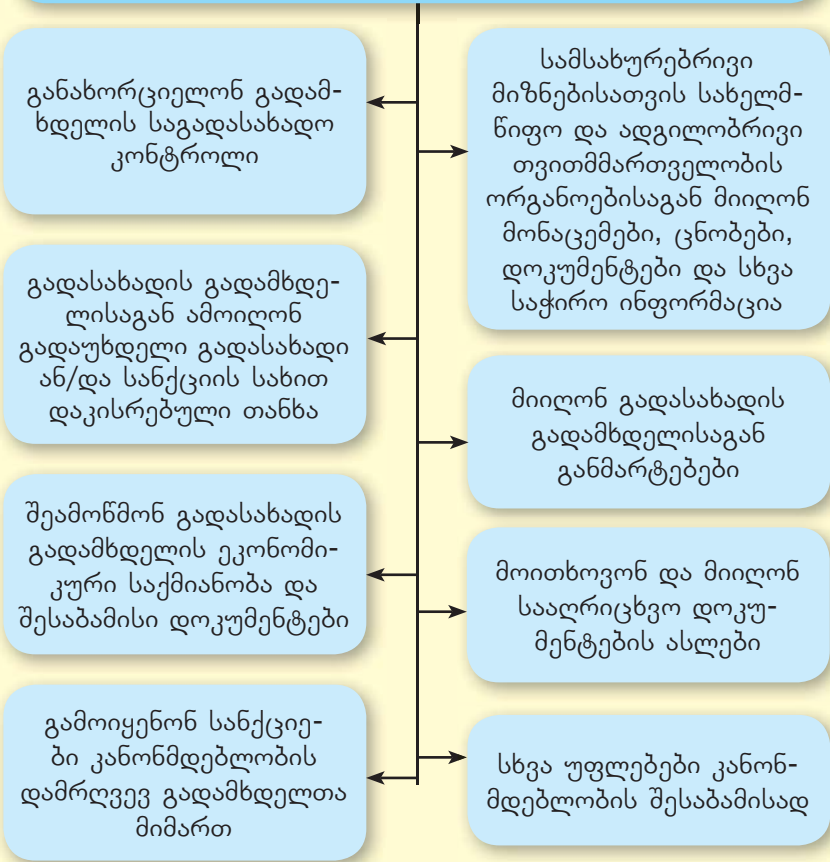 განახორციელონ გადამ-
ხდელის საგადასახადო
კონტროლი
სამსახურებრივი
მიზნებისათვის სახელმ-
წიფო და ადგილობრივი
თვითმმართველობის
ორგანოებისაგან მიიღონ
მონაცემები, ცნობები,
დოკუმენტები და სხვა
საჭირო ინფორმაცია
გადასახადის გადამხდე-
ლისაგან ამოიღონ
გადაუხდელი გადასახადი
ან/და სანქციის სახით
დაკისრებული თანხა
მიიღონ გადასახადის
გადამხდელისაგან
განმარტებები
შეამოწმონ გადასახადის
გადამხდელის ეკონომი-
კური საქმიანობა და
შესაბამისი დოკუმენტები
მოითხოვონ და მიიღონ
სააღრიცხვო დოკუ-
მენტების ასლები
გამოიყენონ სანქციე-
ბი კანონმდებლობის
დამრღვევ გადამხდელთა
მიმართ
სხვა უფლებები კანონ-
მდებლობის შესაბამისად